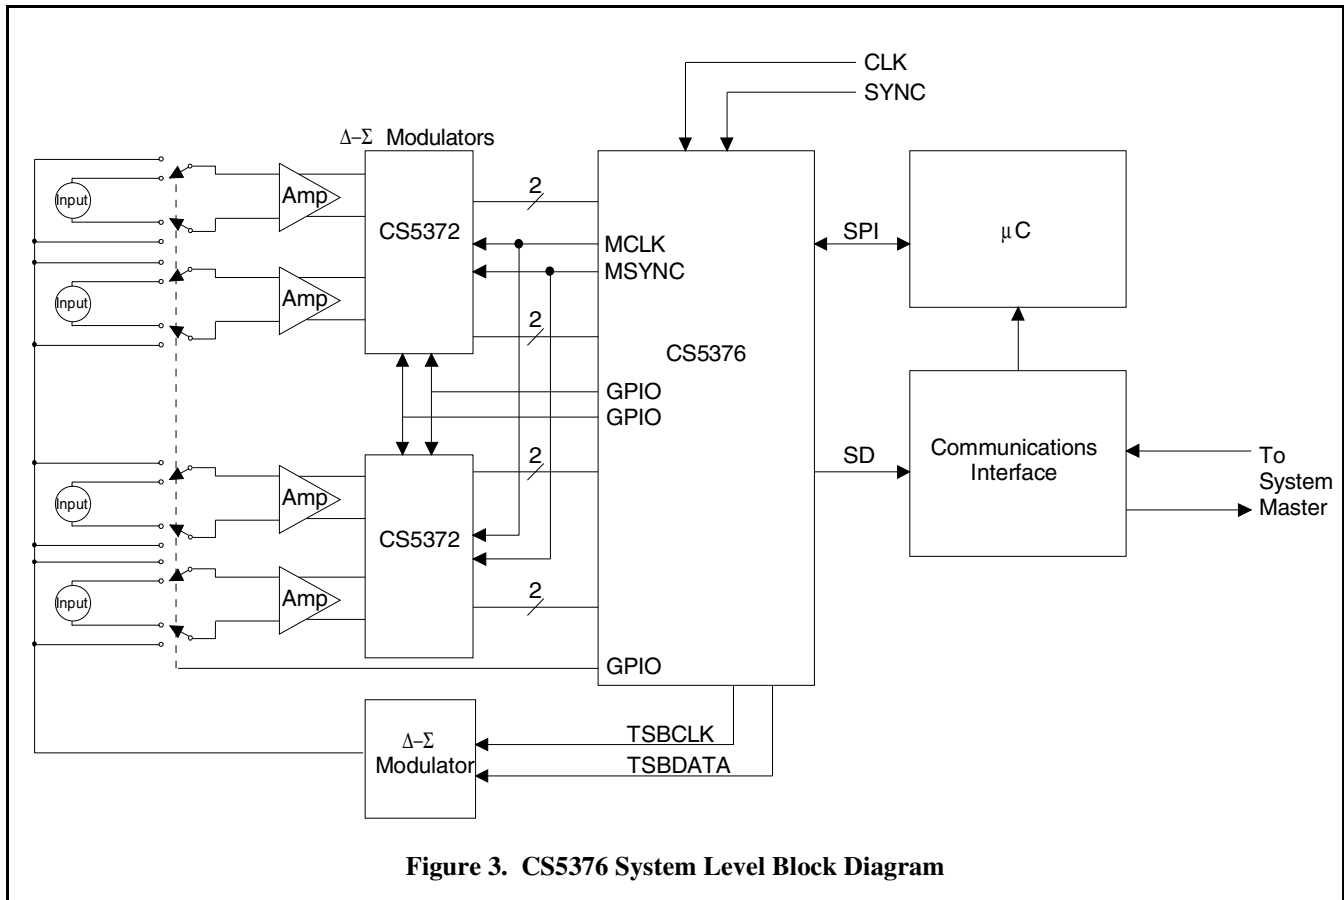 CLK
SYNC
Δ–Σ Modulators
Amp
Input
CS5372
2
MCLK
MSYNC
SPI
μC
Amp
Input
2
CS5376
GPIO
GPIO
Amp
Input
CS5372
2
SD
Communications
Interface
To
System
Master
Amp
Input
2
GPIO
Δ–Σ
Modulator
TSBCLK
TSBDATA
Figure 3. CS5376 System Level Block Diagram